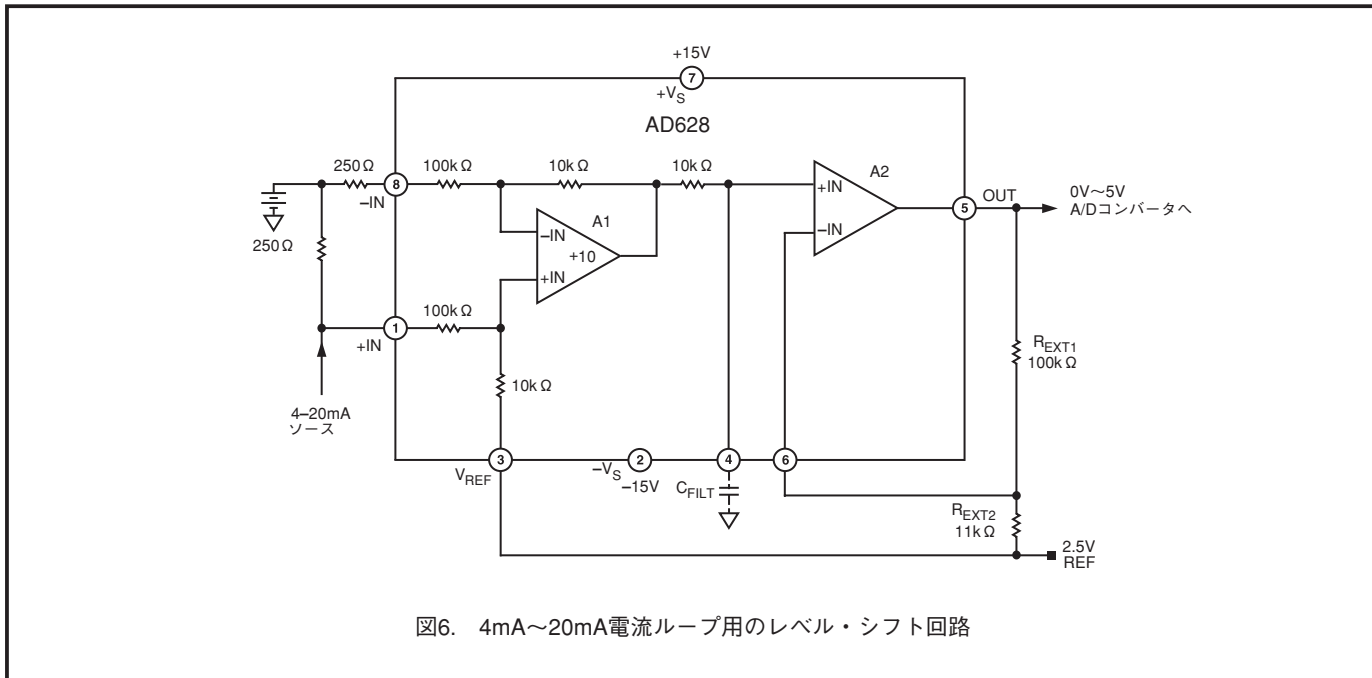 +15V
7
+VS
AD628
250Ω
100kΩ
10kΩ
10kΩ
A2
8
–IN
+IN
–IN
OUT
5
0V～5V
A/Dコンバータへ
A1
–IN
+10
+IN
250Ω
100kΩ
1
+IN
10kΩ
REXT1
100kΩ
4–20mA
ソース
3
2
4
6
VREF
–VS
–15V
CFILT
REXT2
11kΩ
2.5V
REF
図6. 4mA～20mA電流ループ用のレベル・シフト回路